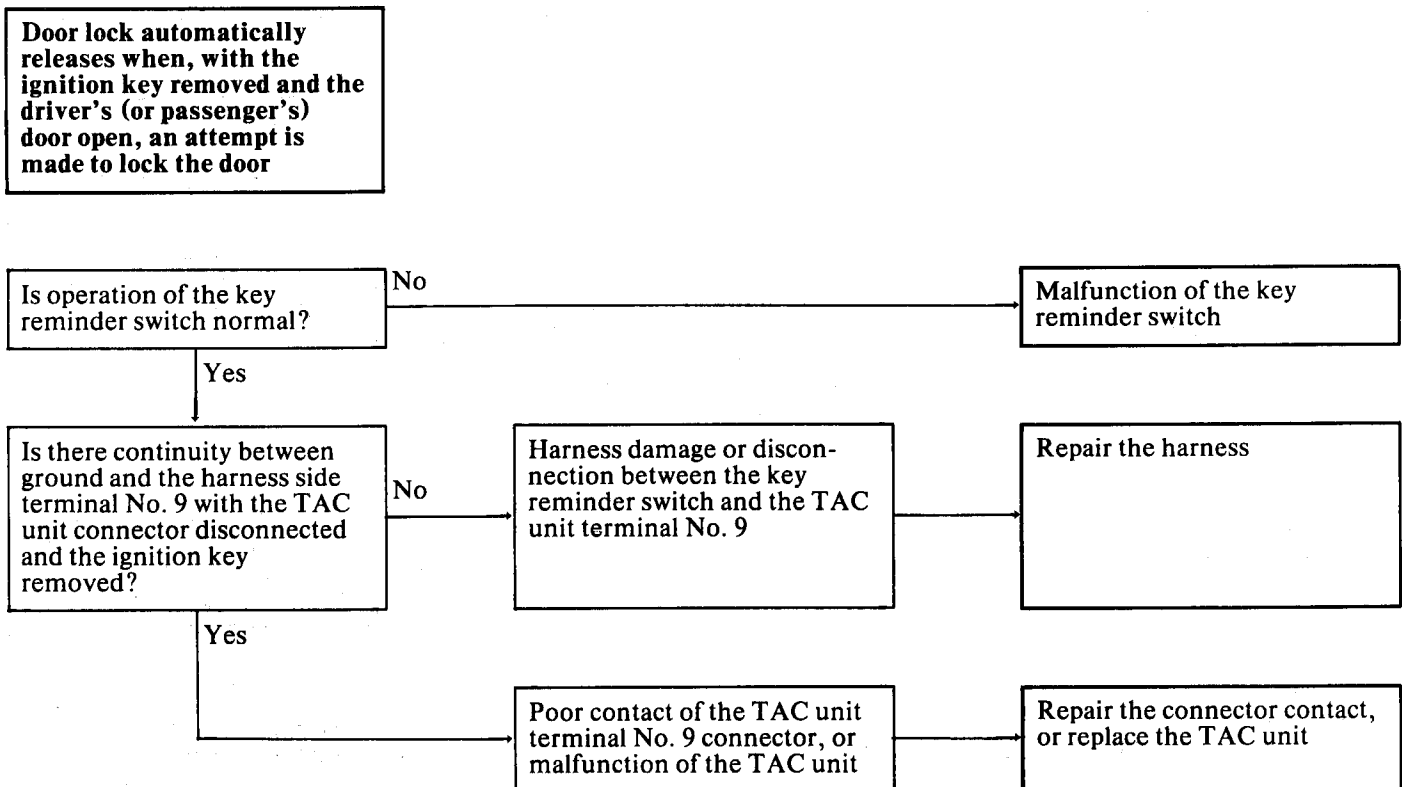 Door lock automatically
releases when, with the
ignition key removed and the
driver's (or passenger's)
door open, an attempt is
made to lock the door
Is operation of the key
reminder switch normal?
No
Malfunction of the key
reminder switch
Yes
Is there continuity between
ground and the harness side
terminal No. 9 with the TAC
unit connector disconnected
and the ignition key
removed?
No
Harness damage or discon-
nection between the key
reminder switch and the TAC
unit terminal No. 9
Repair the harness
Yes
Poor contact of the TAC unit
terminal No. 9 connector, or
malfunction of the TAC unit
Repair the connector contact,
or replace the TAC unit